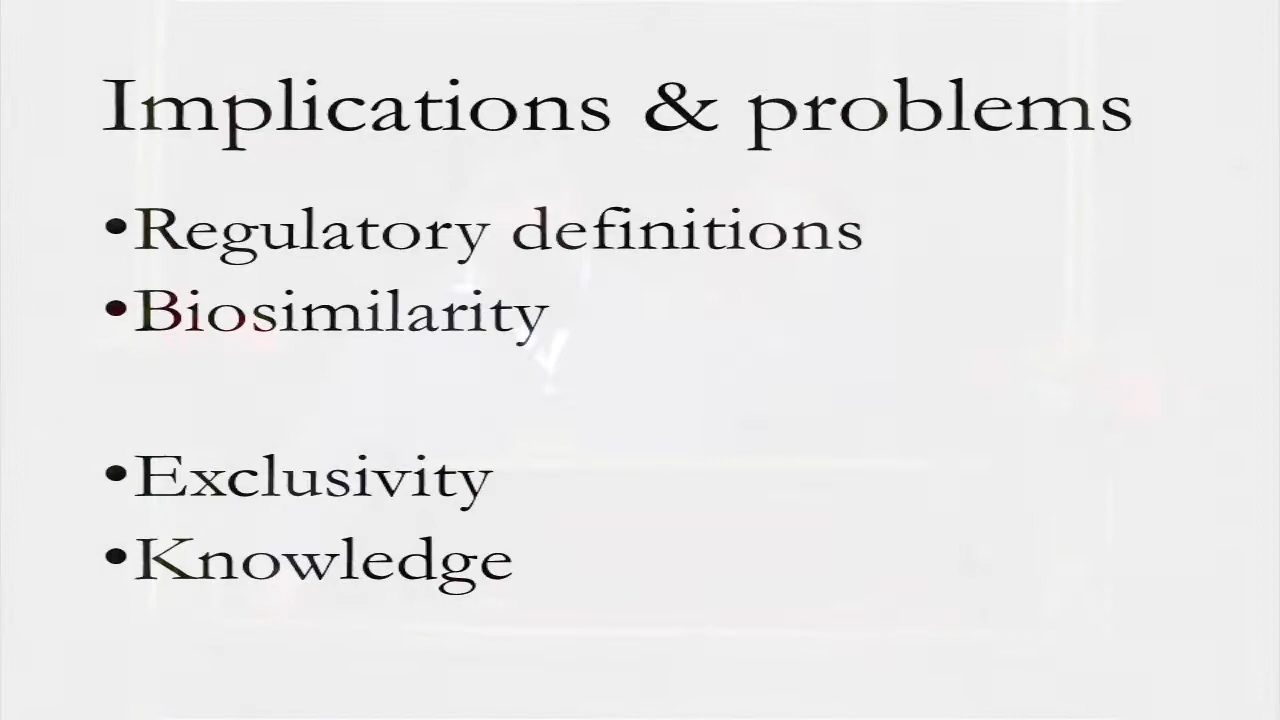 Implications & problems
•Regulatory definitions
•Biosimilarity
•Exclusivity
•Knowledge